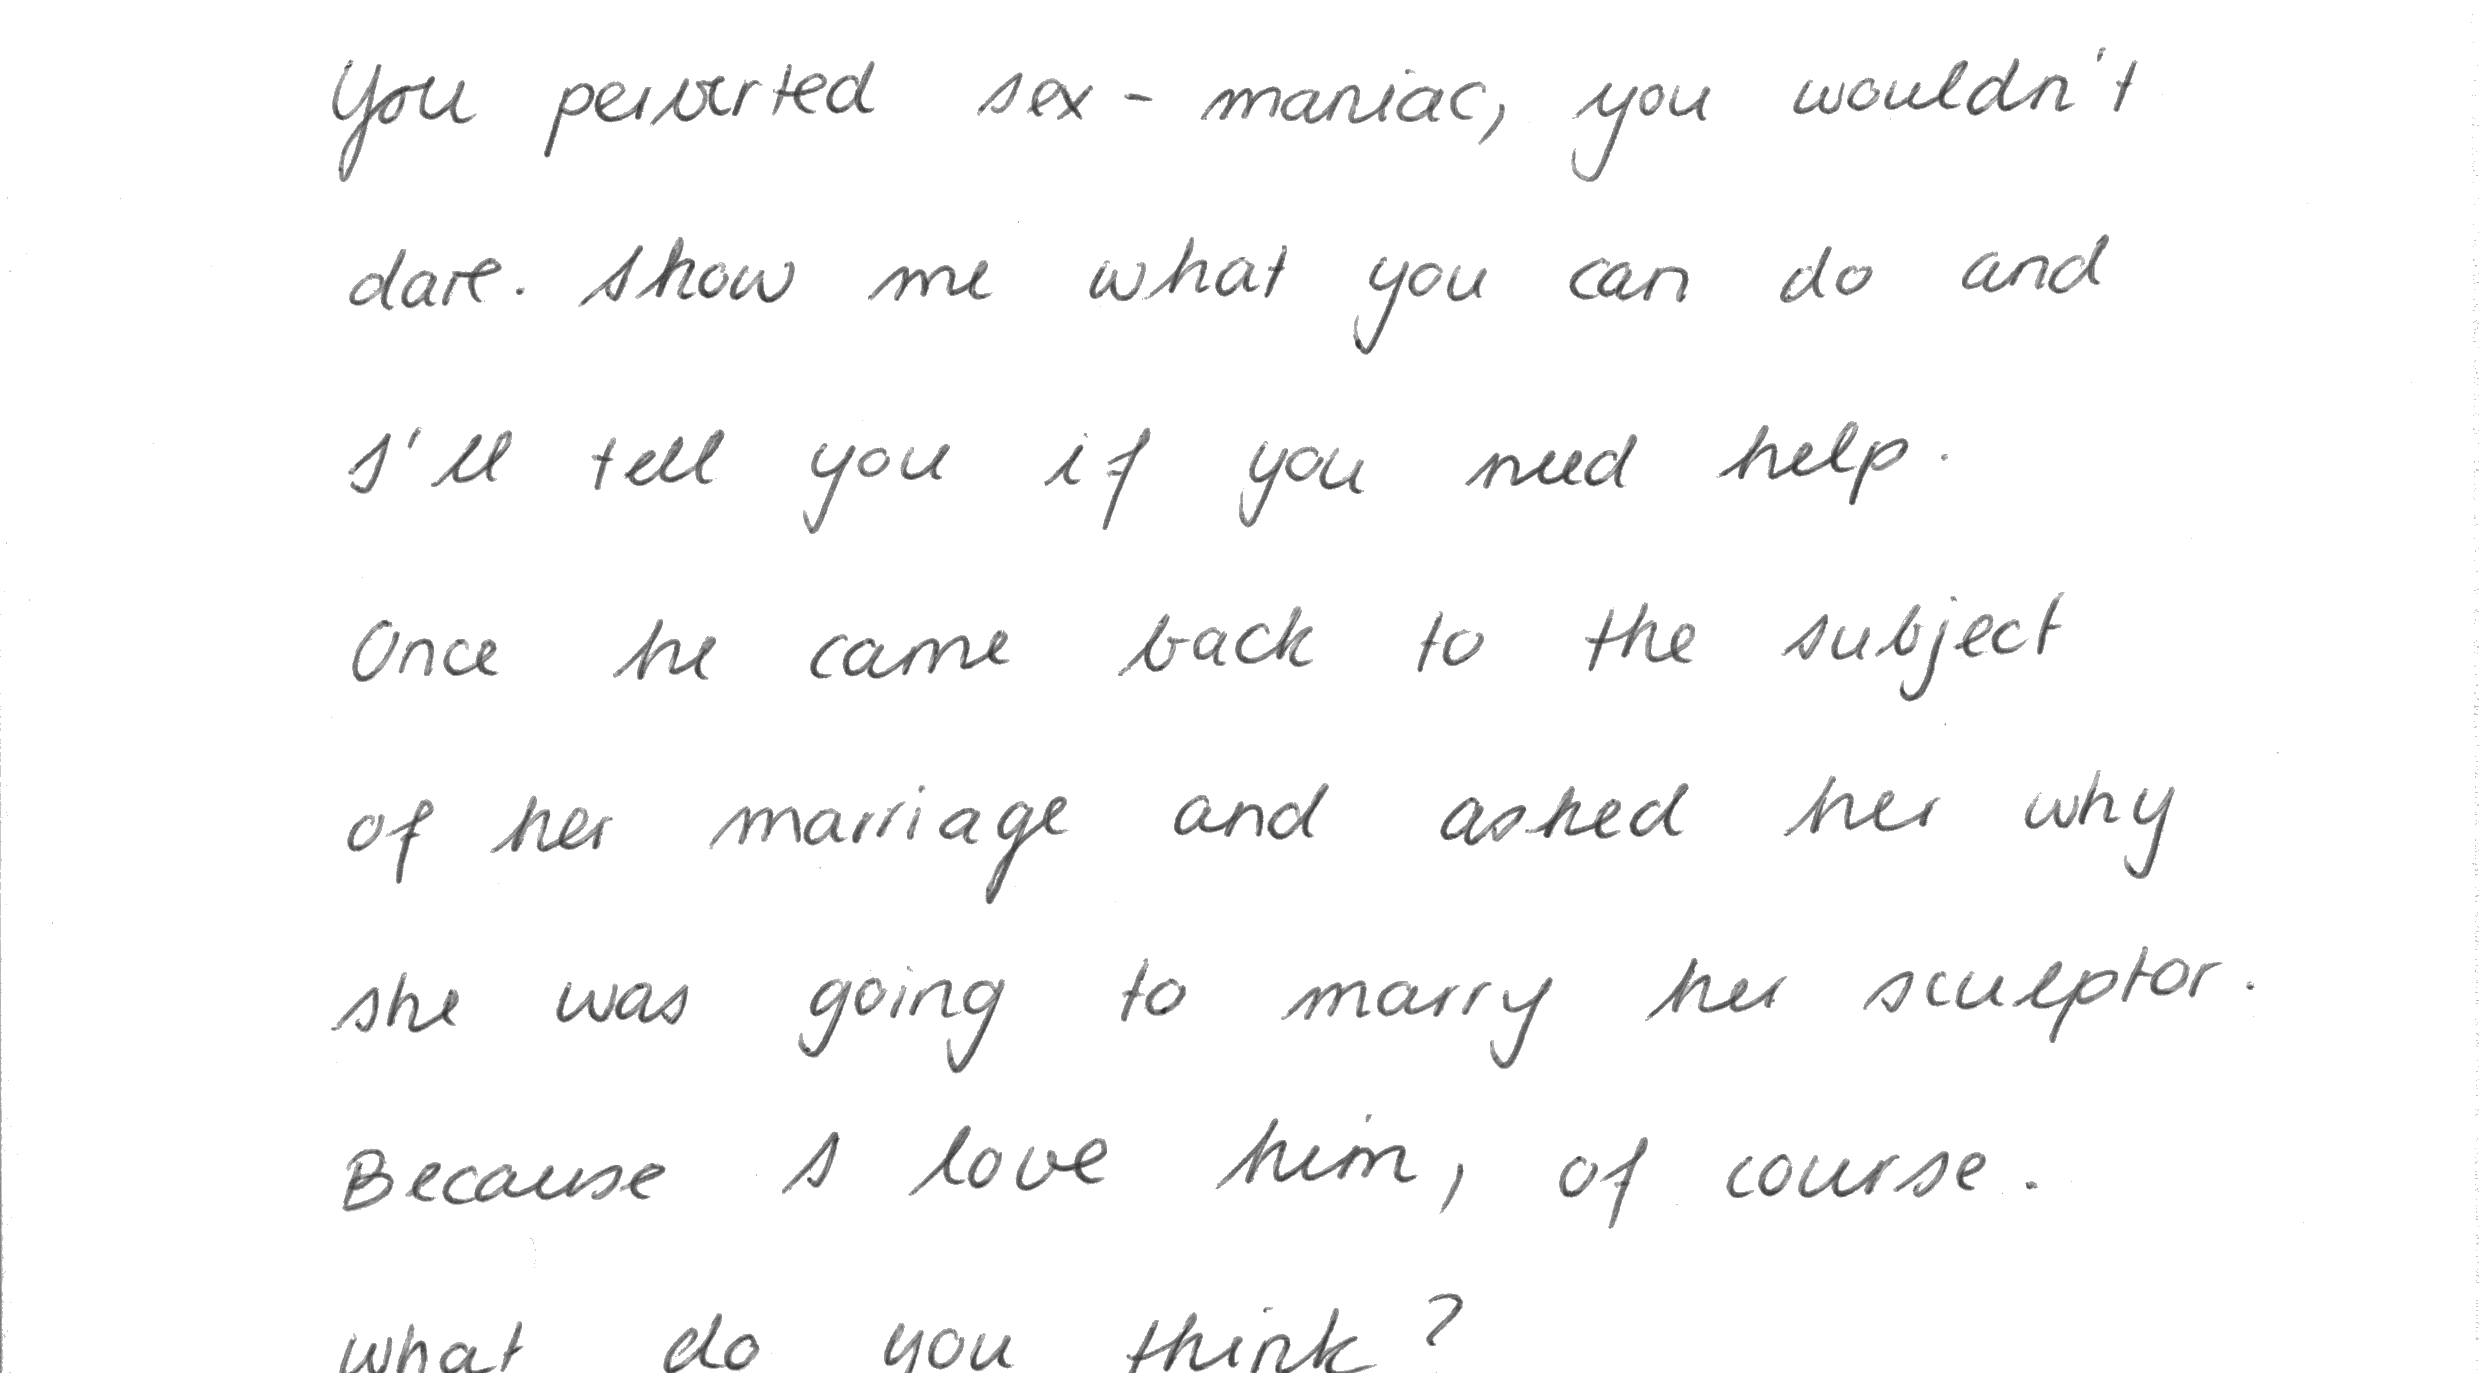 You perverted sex - maniac, you wouldn't
dare. Show me what you can do and
I'll tell you if you need help.
Once he came back to the subject
of her marriage and asked her why
she was going to marry her sculptor.
Because I love him, of course.
what do you think?